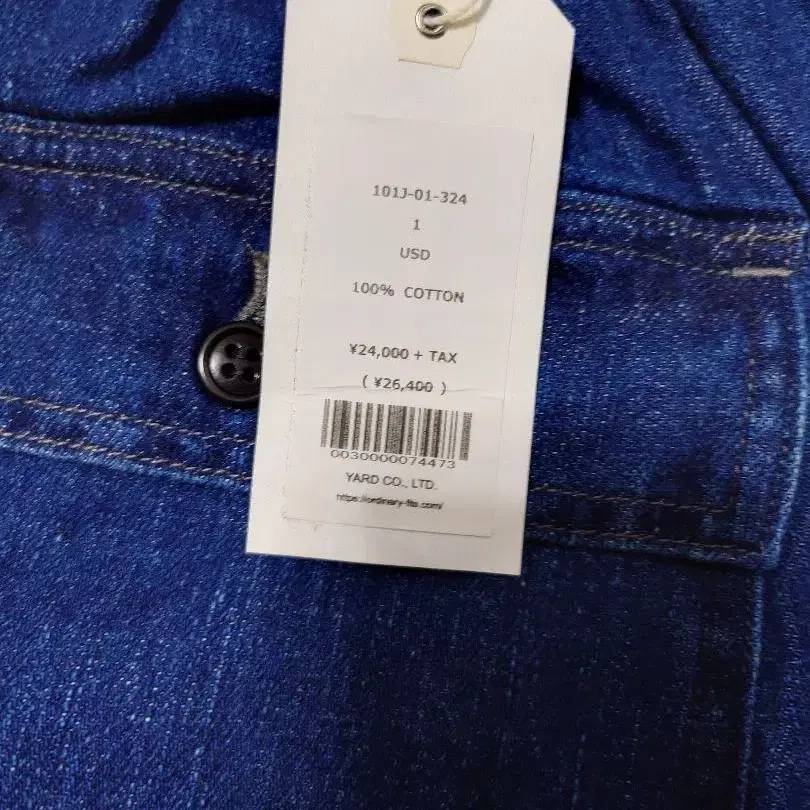 101J-01-324
1
USD
100% COTTON
¥24,000 + TAX
( ¥26,400 )
0030000074473
YARD CO., LTD.
https://ordinary-fits.com/